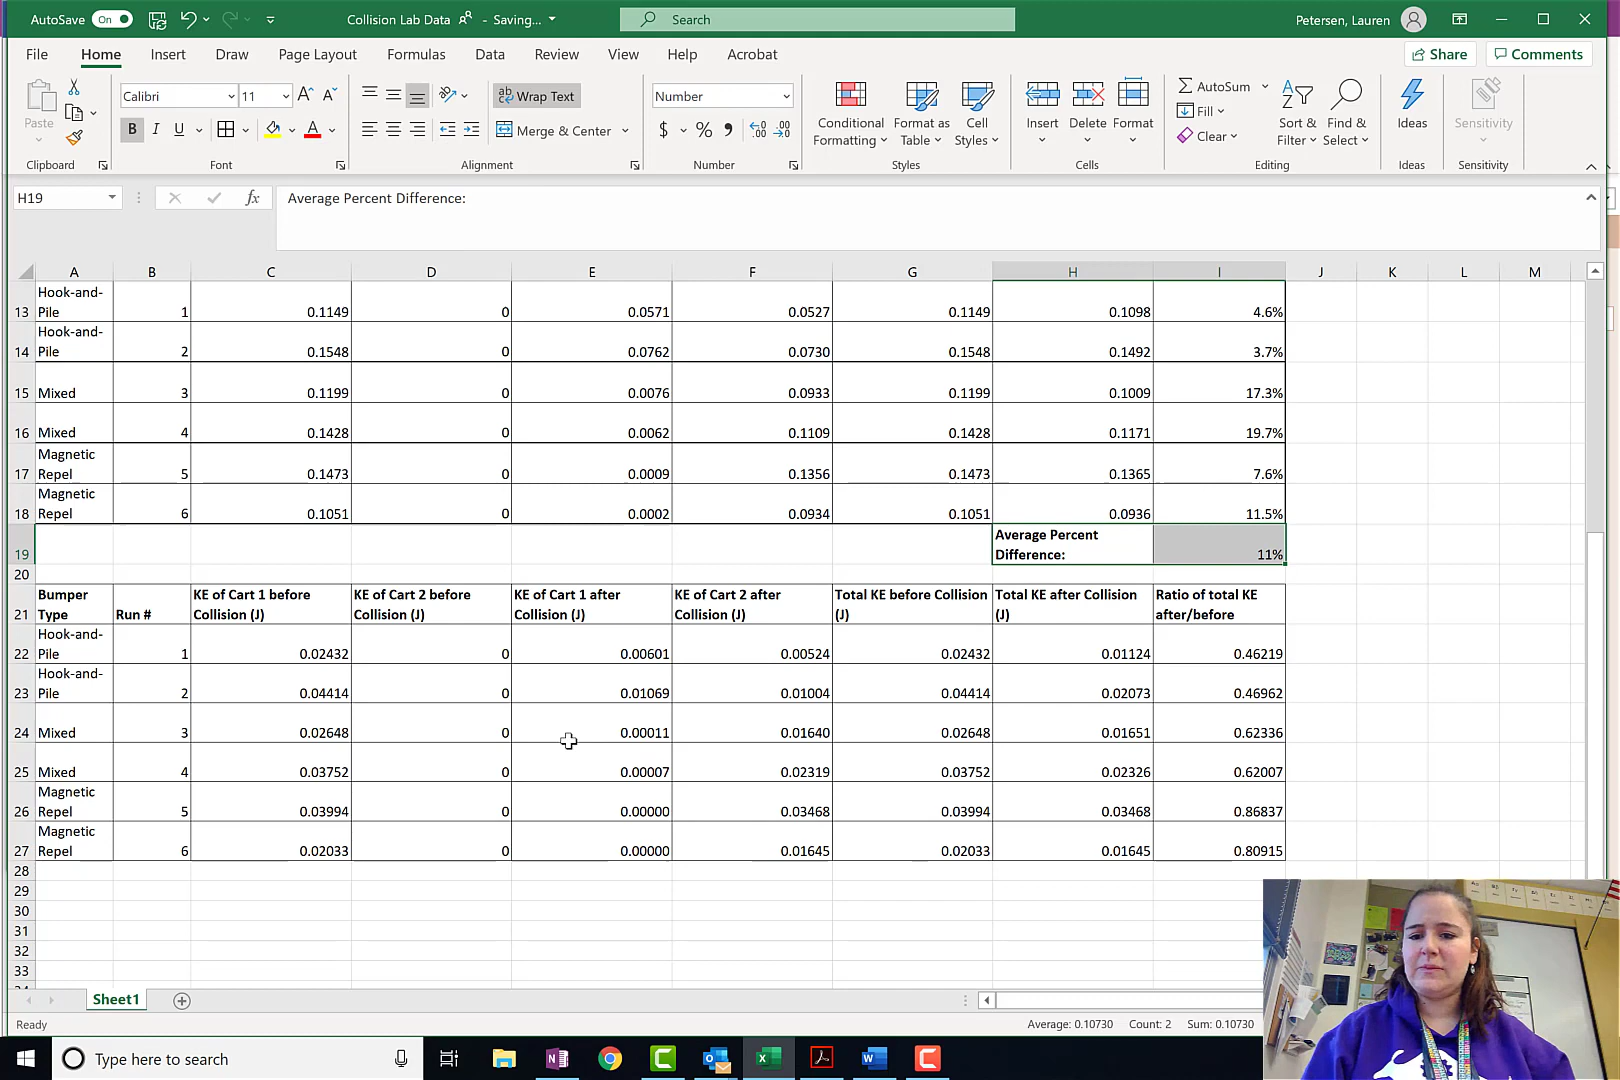 AutoSave On Collision Lab Data - Saving... Search Petersen, Lauren
File Home Insert Draw Page Layout Formulas Data Review View Help Acrobat Share Comments
Calibri 11 Wrap Text Number AutoSum
Paste B I U A Merge & Center $ % Fill Clear
Conditional Formatting Format as Table Cell Styles Insert Delete Format Sort & Filter Find & Select Ideas Sensitivity
Clipboard Font Alignment Number Styles Cells Editing Ideas Sensitivity
H19 fx Average Percent Difference:
A B C D E F G H I J K L M
13 Hook-and-Pile 1 0.1149 0 0.0571 0.0527 0.1149 0.1098 4.6%
14 Hook-and-Pile 2 0.1548 0 0.0762 0.0730 0.1548 0.1492 3.7%
15 Mixed 3 0.1199 0 0.0076 0.0933 0.1199 0.1009 17.3%
16 Mixed 4 0.1428 0 0.0062 0.1109 0.1428 0.1171 19.7%
17 Magnetic Repel 5 0.1473 0 0.0009 0.1356 0.1473 0.1365 7.6%
18 Magnetic Repel 6 0.1051 0 0.0002 0.0934 0.1051 0.0936 11.5%
19 Average Percent Difference: 11%
20
21 Bumper Type Run # KE of Cart 1 before Collision (J) KE of Cart 2 before Collision (J) KE of Cart 1 after Collision (J) KE of Cart 2 after Collision (J) Total KE before Collision (J) Total KE after Collision (J) Ratio of total KE after/before
22 Hook-and-Pile 1 0.02432 0 0.00601 0.00524 0.02432 0.01124 0.46219
23 Hook-and-Pile 2 0.04414 0 0.01069 0.01004 0.04414 0.02073 0.46962
24 Mixed 3 0.02648 0 0.00011 0.01640 0.02648 0.01651 0.62336
25 Mixed 4 0.03752 0 0.00007 0.02319 0.03752 0.02326 0.62007
26 Magnetic Repel 5 0.03994 0 0.00000 0.03468 0.03994 0.03468 0.86837
27 Magnetic Repel 6 0.02033 0 0.00000 0.01645 0.02033 0.01645 0.80915
28
29
30
31
32
33
Sheet1
Ready Average: 0.10730 Count: 2 Sum: 0.10730
Type here to search